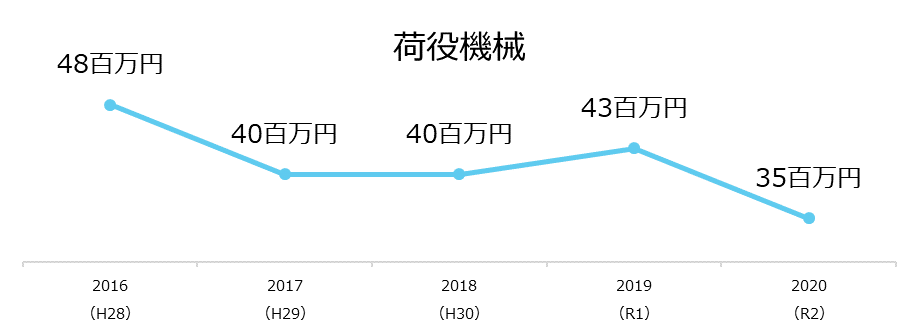 荷役機械
48百万円
40百万円
40百万円
43百万円
35百万円
2016
2017
2018
2019
2020
（H28）
（H29）
（H30）
（R1）
（R2）